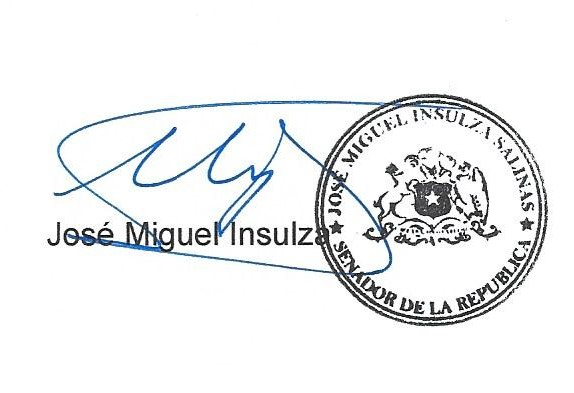 José Miguel Insulza
JOSÉ MIGUEL INSULZA SALINAS
★ SENADOR DE LA REPUBLICA ★